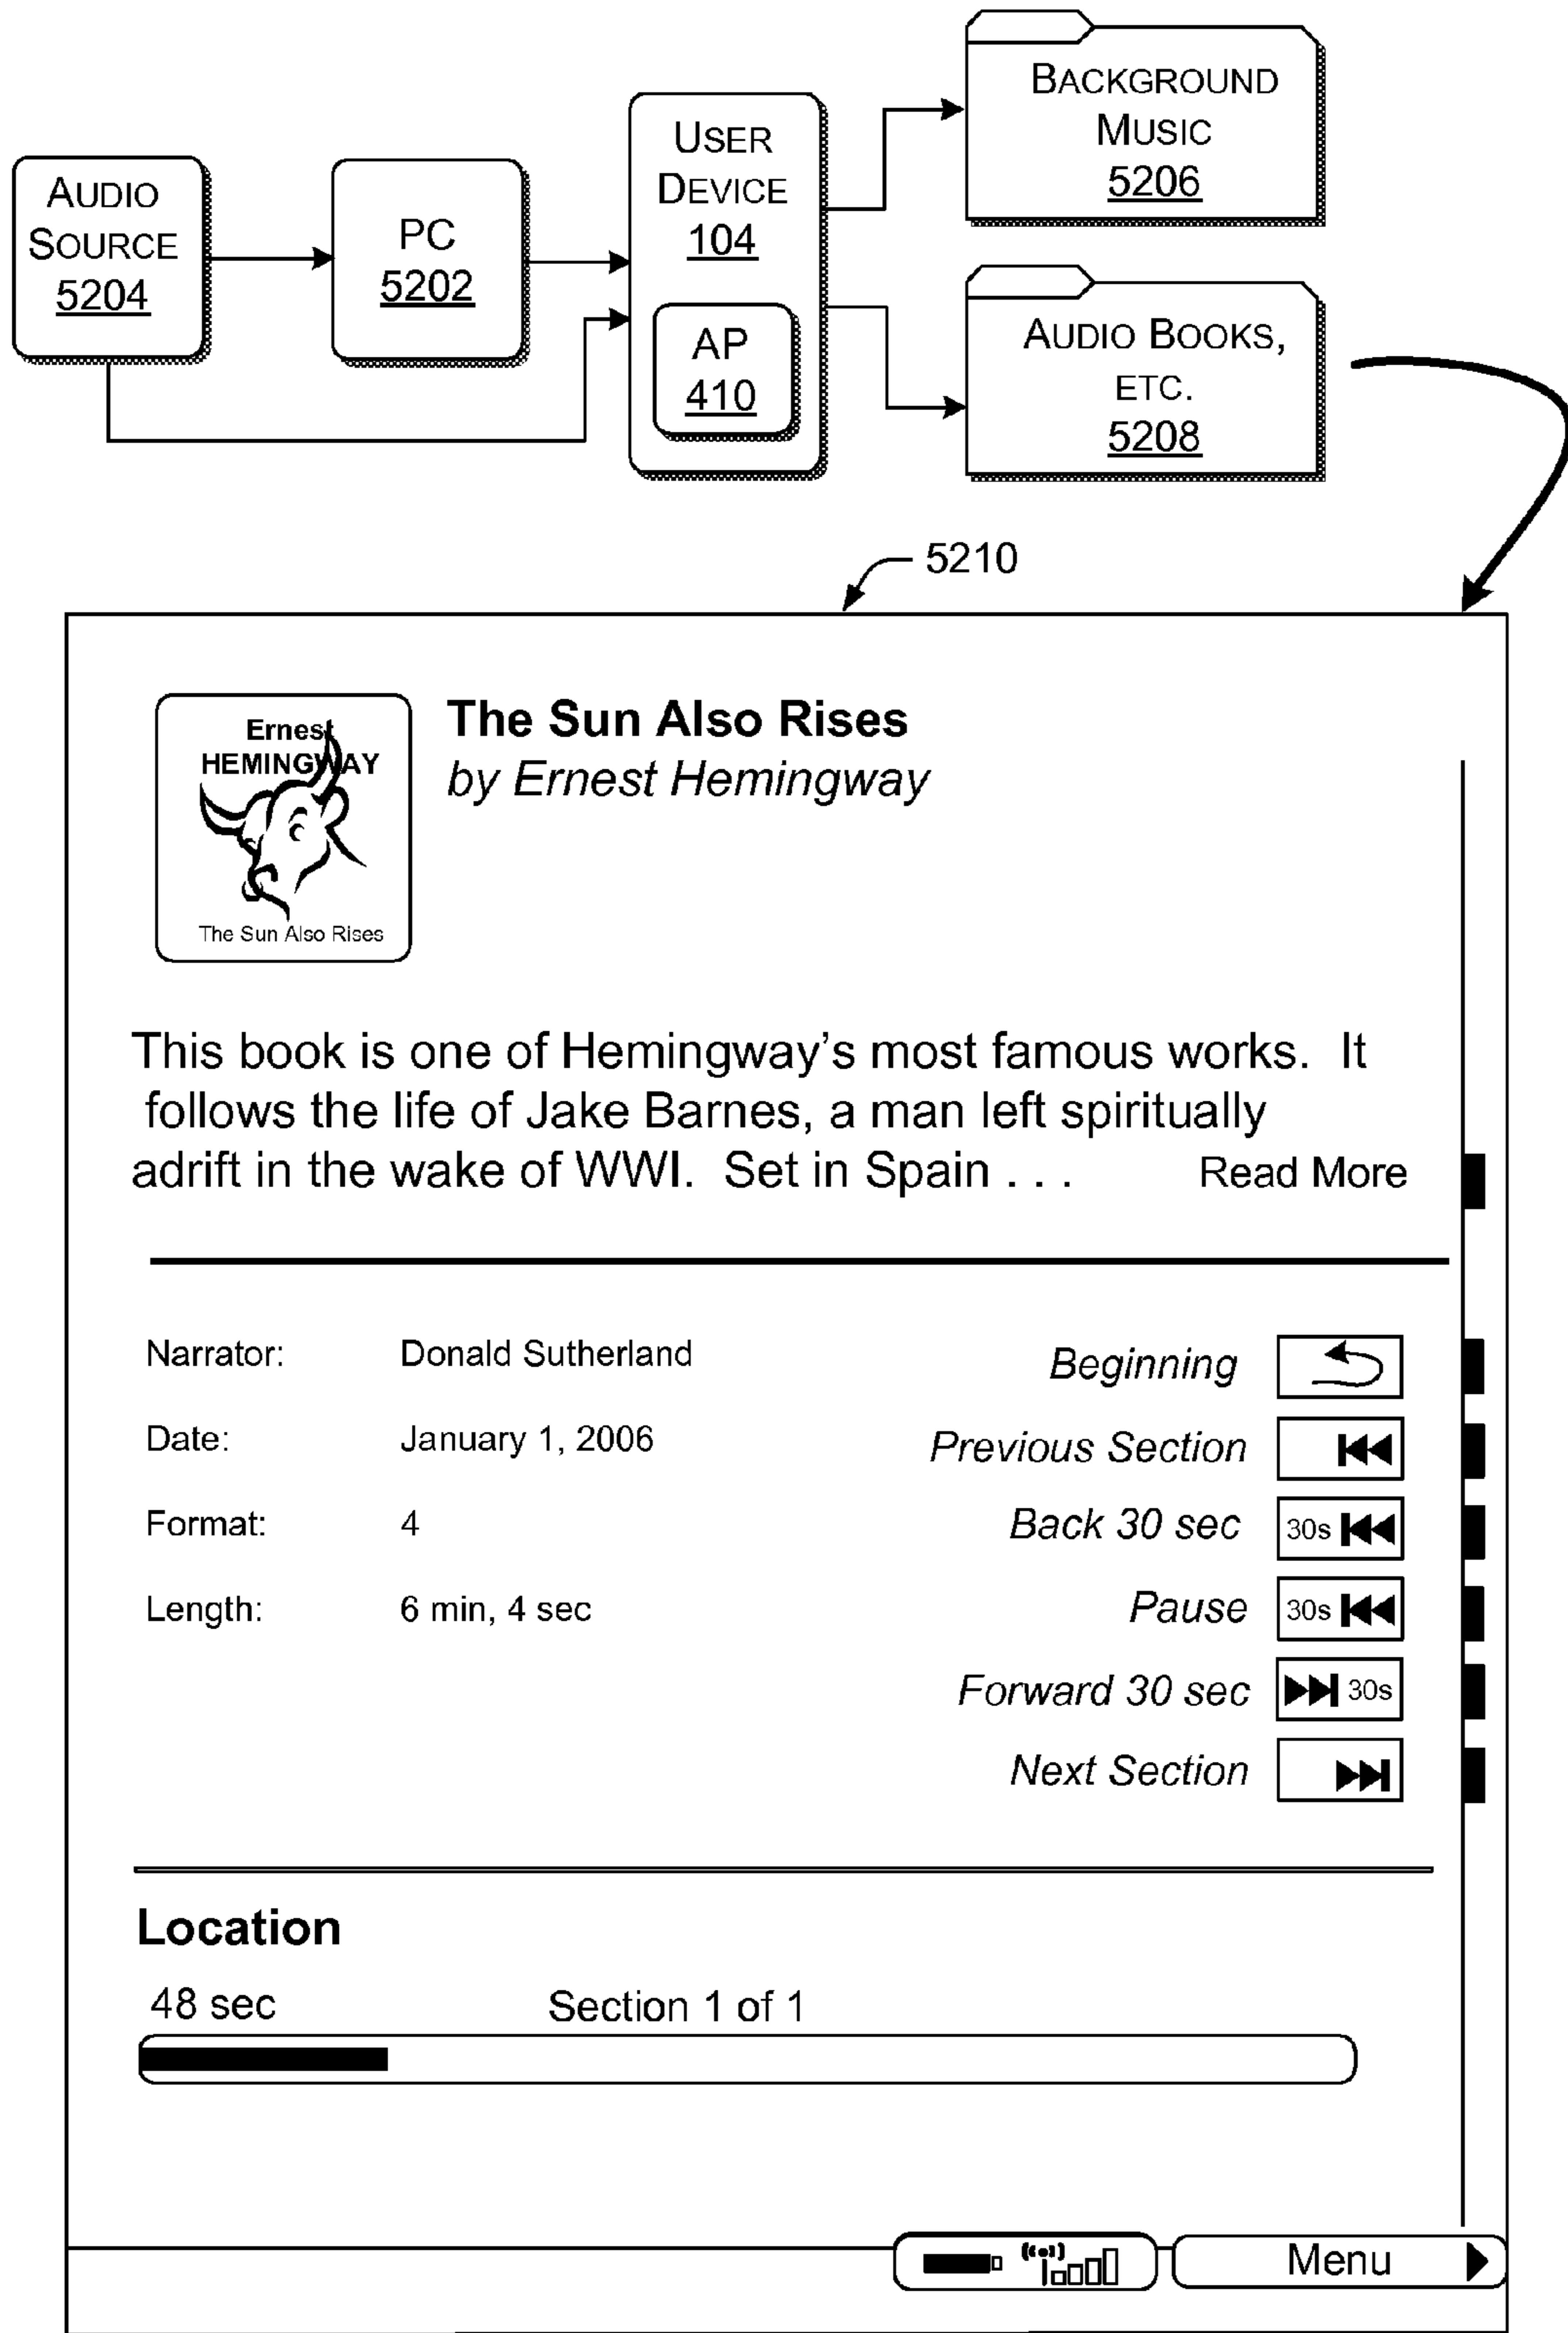 AUDIO
SOURCE
5204
PC
5202
USER
DEVICE
104
AP
410
BACKGROUND
MUSIC
5206
AUDIO BOOKS,
ETC.
5208
5210
Ernest
HEMINGWAY
The Sun Also Rises
The Sun Also Rises
by Ernest Hemingway
This book is one of Hemingway's most famous works. It
follows the life of Jake Barnes, a man left spiritually
adrift in the wake of WWI. Set in Spain . . . Read More
Narrator: Donald Sutherland
Date: January 1, 2006
Format: 4
Length: 6 min, 4 sec
Beginning
Previous Section
Back 30 sec 30s
Pause 30s
Forward 30 sec 30s
Next Section
Location
48 sec Section 1 of 1
Menu